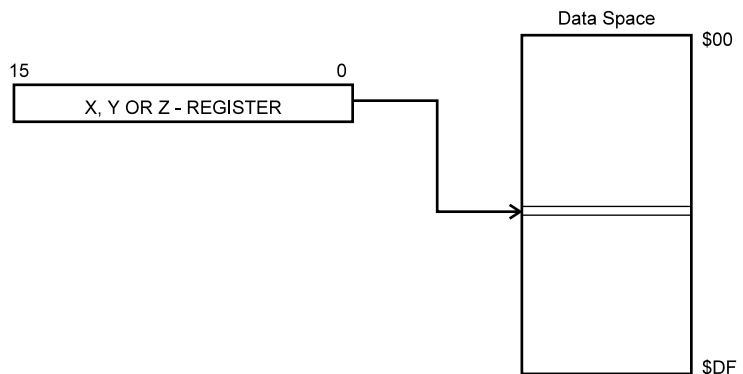 Data Space
$00
15 0
X, Y OR Z - REGISTER
$DF